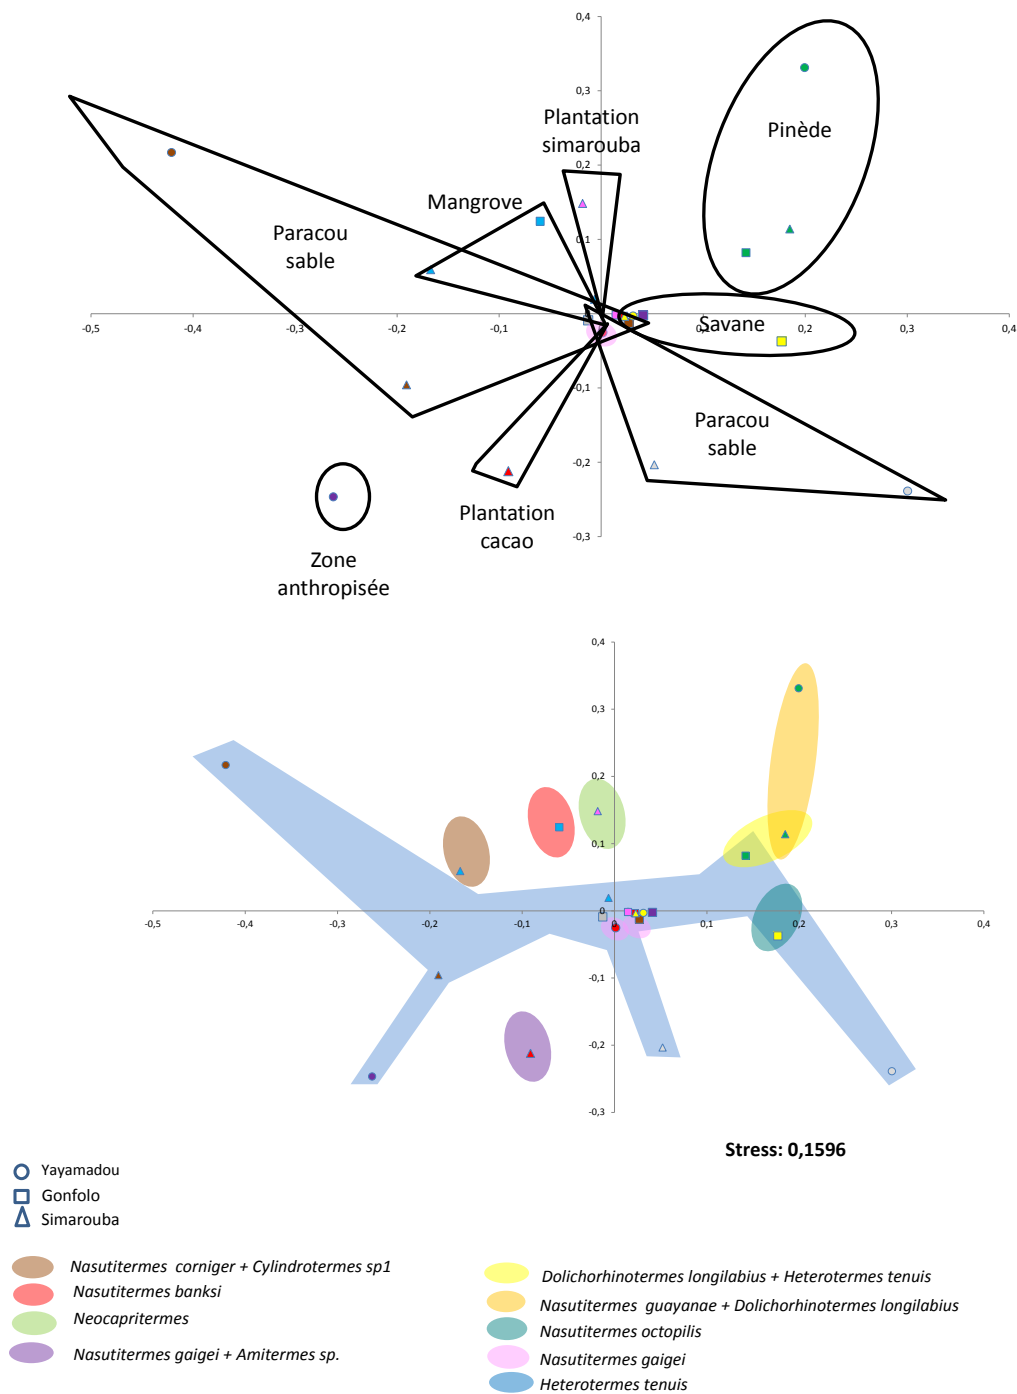 0,4
0,3
Plantation
simarouba
Pinède
0,2
Mangrove
Paracou
sable
0,1
0
-0,5
-0,4
-0,3
-0,2
-0,1
0
0,1
0,2
0,3
0,4
Savane
-0,1
Paracou
sable
-0,2
Plantation
cacao
-0,3
Zone
anthropisée
0,4
0,3
0,2
0,1
0
-0,5
-0,4
-0,3
-0,2
-0,1
0
0,1
0,2
0,3
0,4
-0,1
-0,2
-0,3
Stress: 0,1596
Yayamadou
Gonfolo
Simarouba
Nasutitermes corniger + Cylindrotermes sp1
Nasutitermes banksi
Neocapritermes
Nasutitermes gaigei + Amitermes sp.
Dolichorhinotermes longilabius + Heterotermes tenuis
Nasutitermes guayanae + Dolichorhinotermes longilabius
Nasutitermes octopilis
Nasutitermes gaigei
Heterotermes tenuis